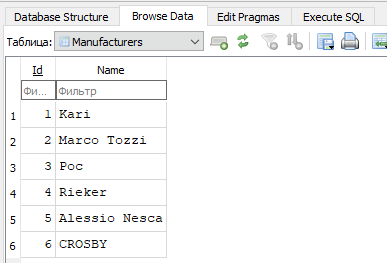 Database Structure Browse Data Edit Pragmas Execute SQL
Таблица: Manufacturers
Id Name
Фи... Фильтр
1 1 Kari
2 2 Marco Tozzi
3 3 Рос
4 4 Rieker
5 5 Alessio Nesca
6 6 CROSBY